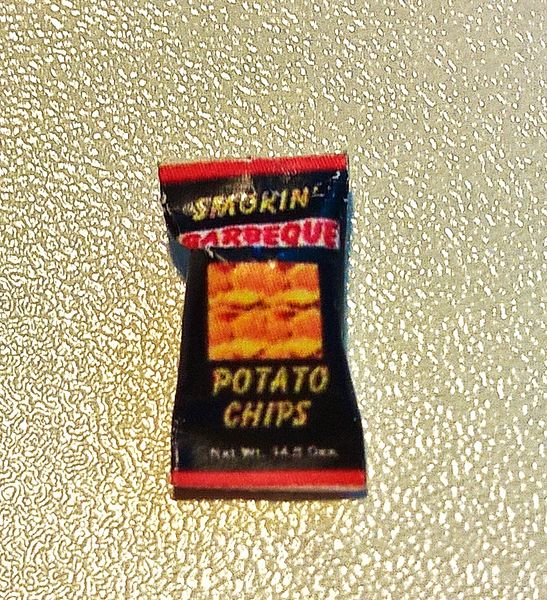 SMOKIN'
BARBEQUE
POTATO
CHIPS
Net Wt. 14.5 Ozs.